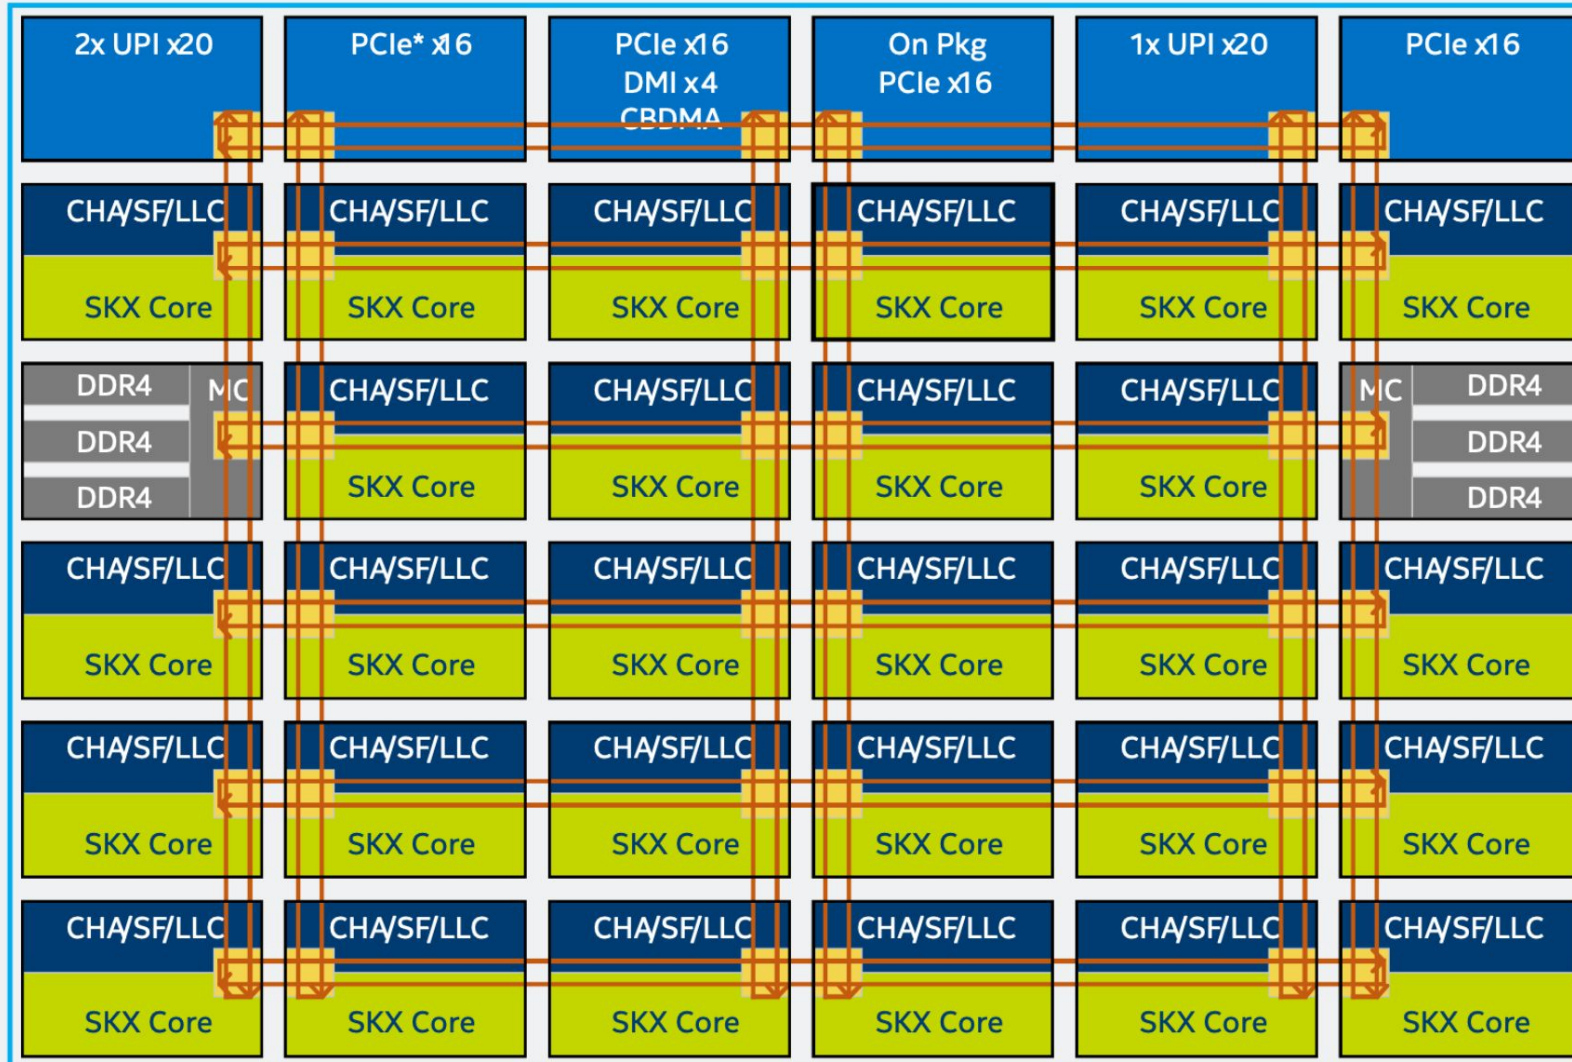 2x UPI x20
PCIe* x16
PCIe x16
DMI x4
CBDMA
On Pkg
PCIe x16
1x UPI x20
PCIe x16
CHA/SF/LLC
SKX Core
CHA/SF/LLC
SKX Core
CHA/SF/LLC
SKX Core
CHA/SF/LLC
SKX Core
CHA/SF/LLC
SKX Core
CHA/SF/LLC
SKX Core
DDR4
DDR4
DDR4
MC
CHA/SF/LLC
SKX Core
CHA/SF/LLC
SKX Core
CHA/SF/LLC
SKX Core
CHA/SF/LLC
SKX Core
MC
DDR4
DDR4
DDR4
CHA/SF/LLC
SKX Core
CHA/SF/LLC
SKX Core
CHA/SF/LLC
SKX Core
CHA/SF/LLC
SKX Core
CHA/SF/LLC
SKX Core
CHA/SF/LLC
SKX Core
CHA/SF/LLC
SKX Core
CHA/SF/LLC
SKX Core
CHA/SF/LLC
SKX Core
CHA/SF/LLC
SKX Core
CHA/SF/LLC
SKX Core
CHA/SF/LLC
SKX Core
CHA/SF/LLC
SKX Core
CHA/SF/LLC
SKX Core
CHA/SF/LLC
SKX Core
CHA/SF/LLC
SKX Core
CHA/SF/LLC
SKX Core
CHA/SF/LLC
SKX Core